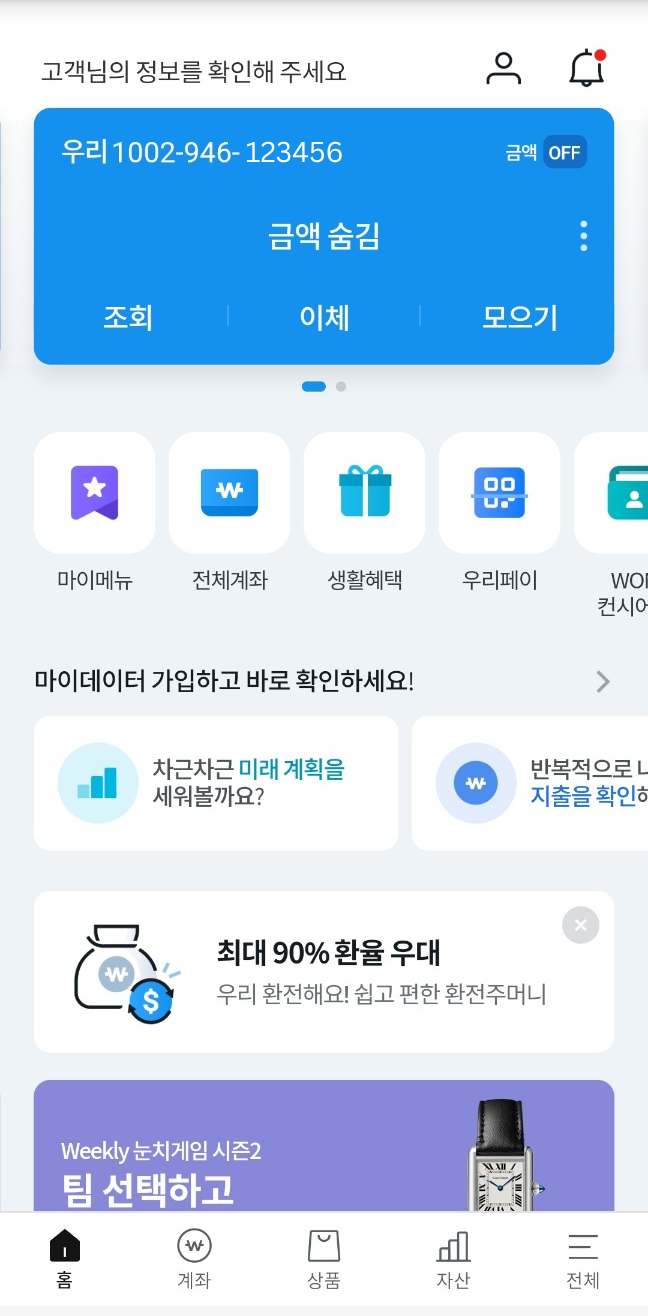 고객님의 정보를 확인해 주세요
우리 1002-946- 123456
금액 OFF
금액 숨김
조회 이체 모으기
마이메뉴 전체계좌 생활혜택 우리페이
컨시어
마이데이터 가입하고 바로 확인하세요!
차근차근 미래 계획을
세워볼까요?
반복적으로
지출을 확인
최대 90% 환율 우대
우리 환전해요! 쉽고 편한 환전주머니
Weekly 눈치게임 시즌2
팀 선택하고
홈 계좌 상품 자산 전체